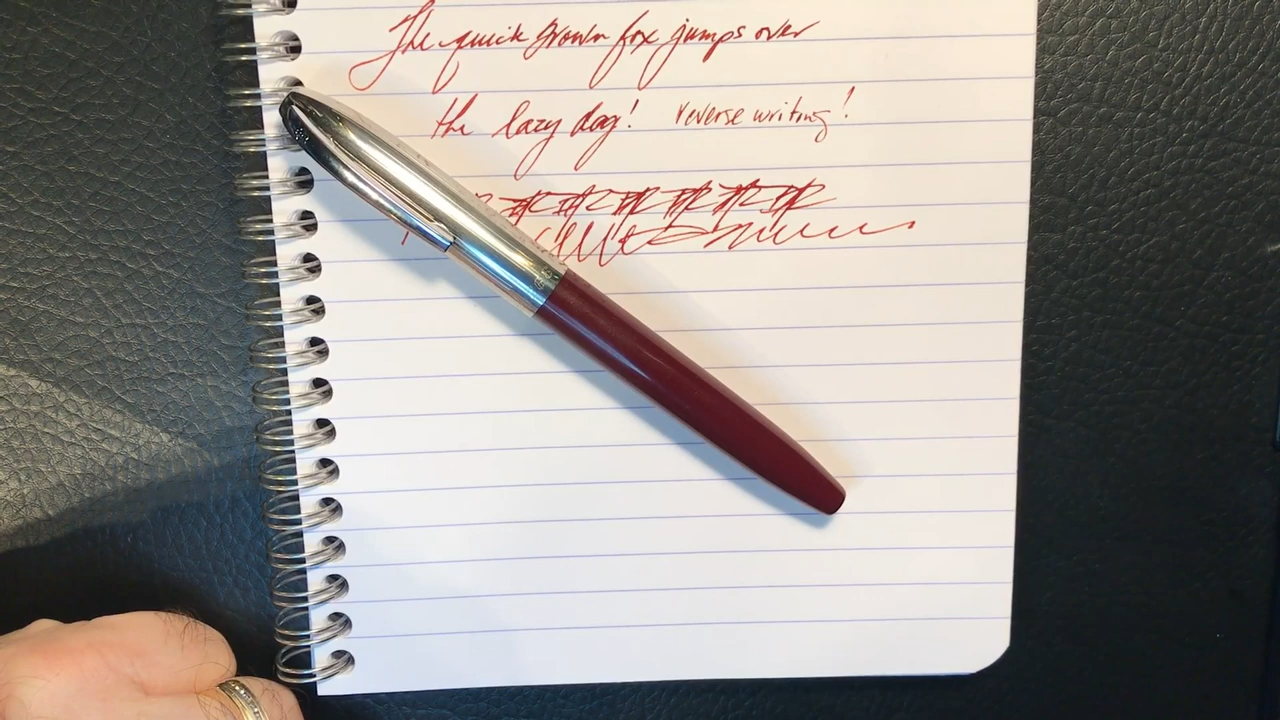 The quick brown fox jumps over
the lazy dog! reverse writing!